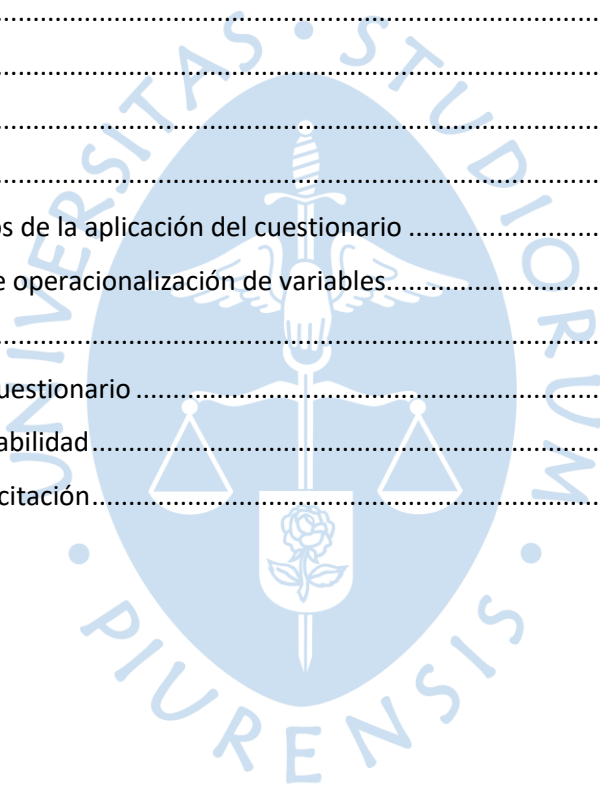 ...............................................................................
...............................................................................
...............................................................................
...............................................................................
os de la aplicación del cuestionario ...........................
e operacionalización de variables..............................
...............................................................................
uestionario ................................................................
abilidad......................................................................
citación......................................................................
UNIVERSITAS • STUDIORUM
• PIURENSIS •